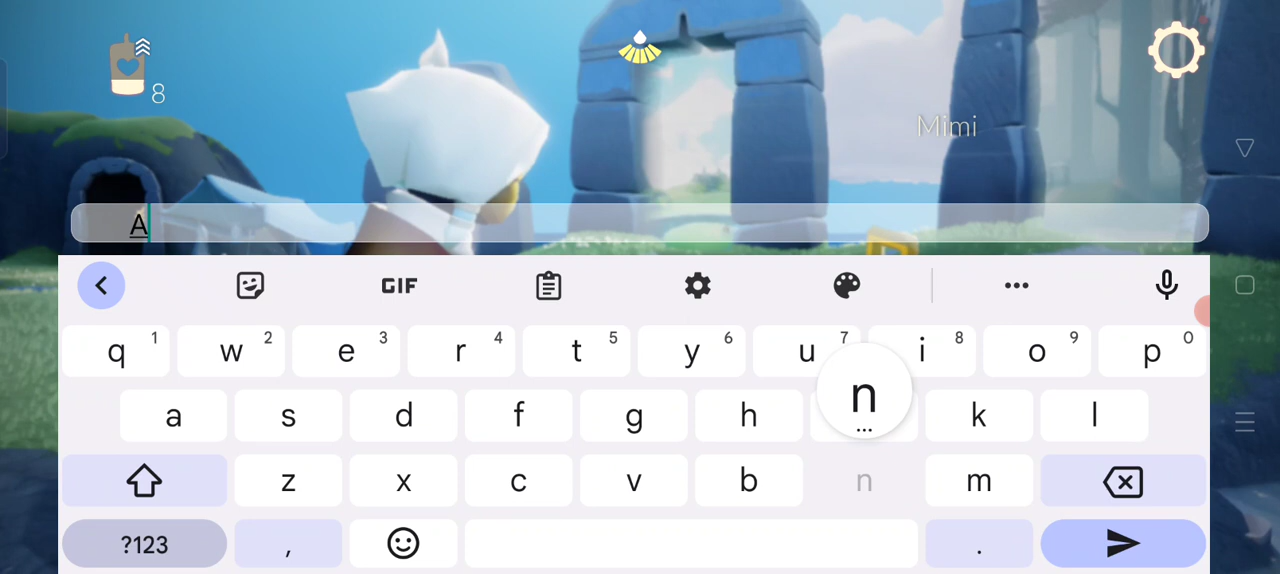 8
Mimi
A
GIF
q 1 w 2 e 3 r 4 t 5 y 6 u 7 i 8 o 9 p 0
a s d f g h k l
n
z x c v b n m
?123 , .